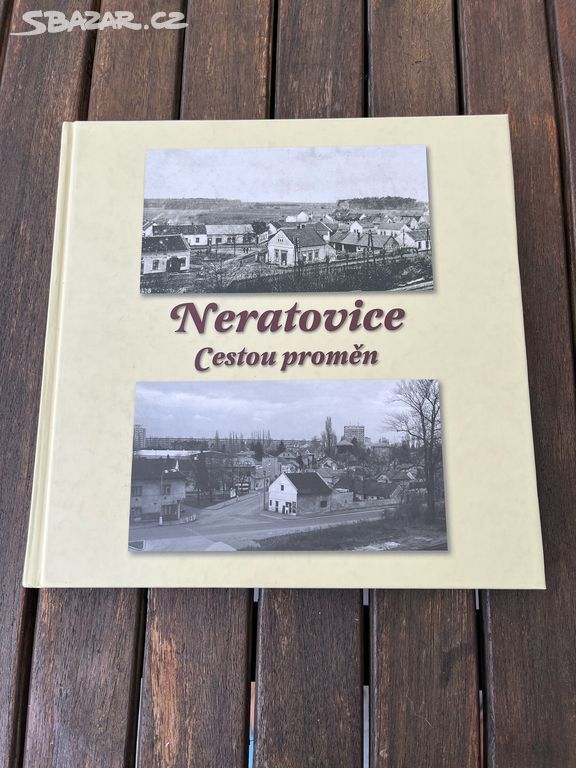 SBAZAR.CZ
Neratovice
Cestou proměn